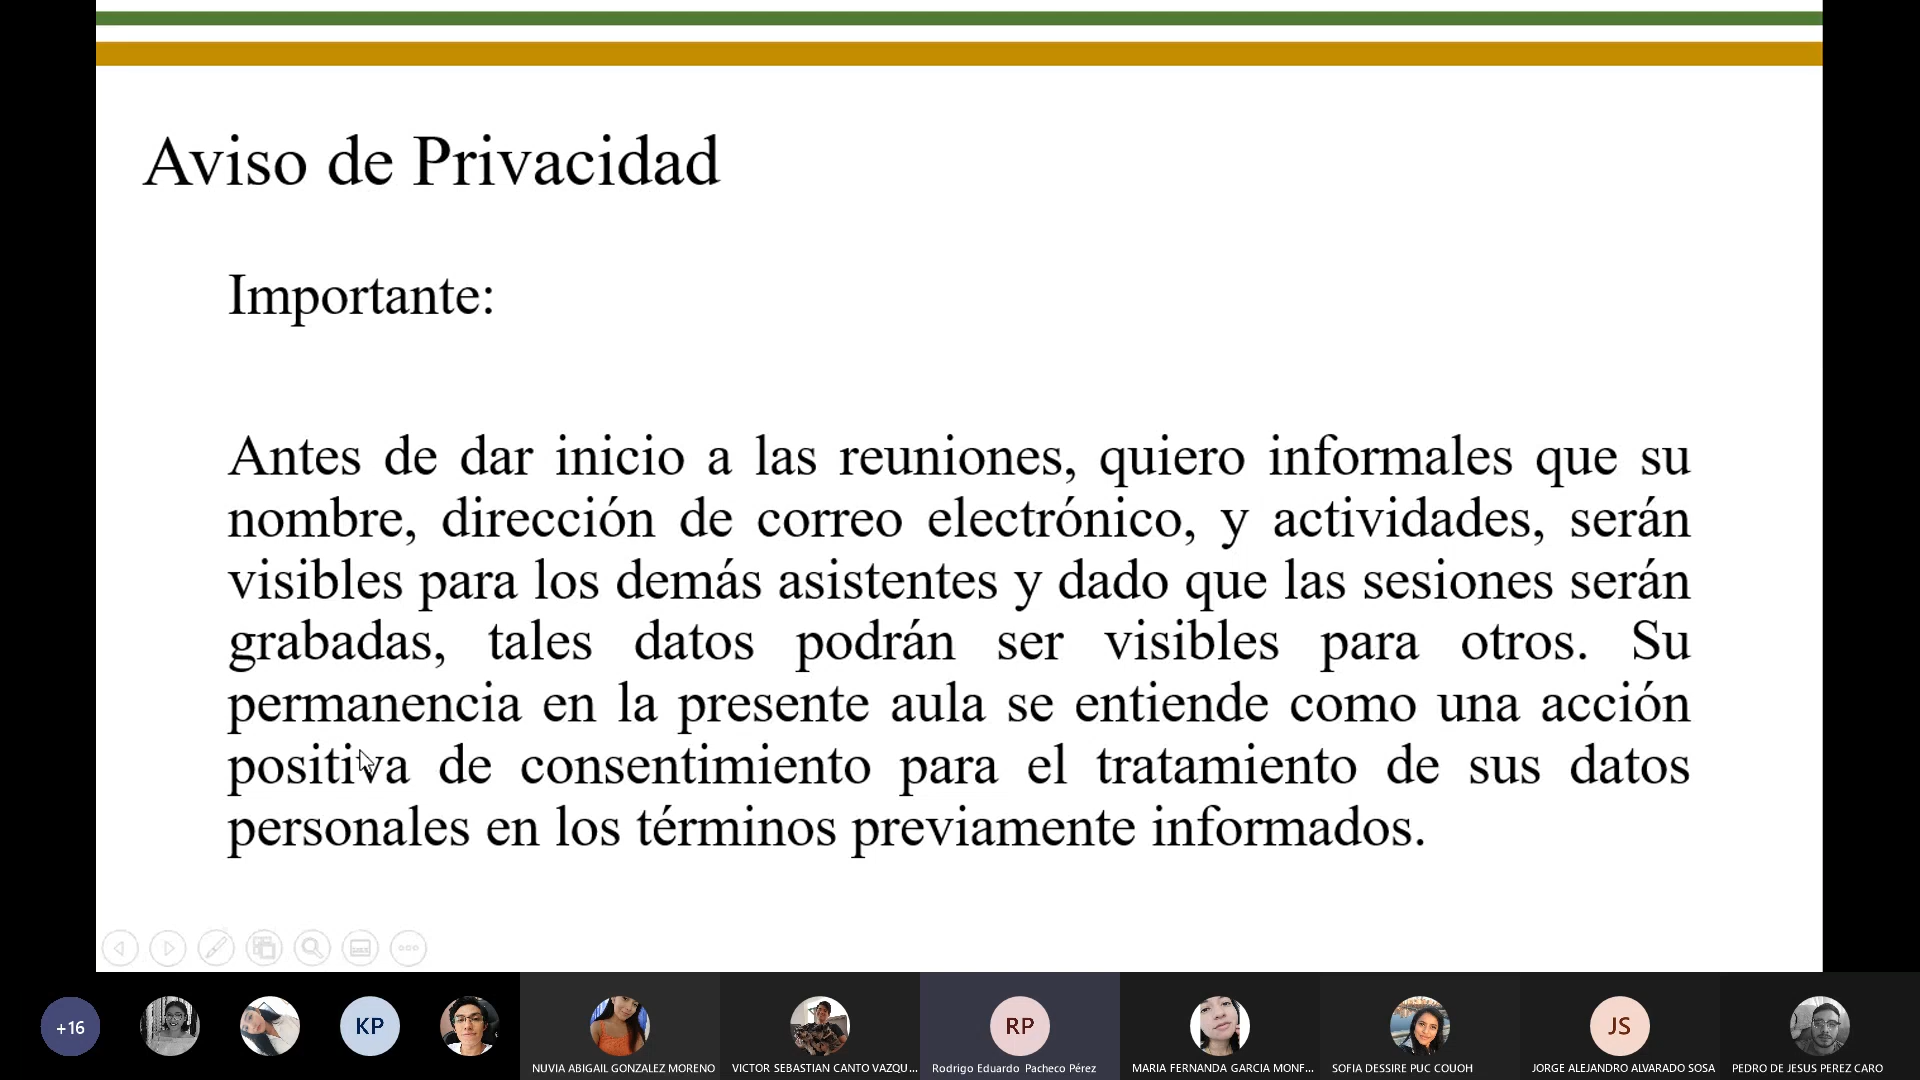 Aviso de Privacidad
Importante:
Antes de dar inicio a las reuniones, quiero informales que su
nombre, dirección de correo electrónico, y actividades, serán
visibles para los demás asistentes y dado que las sesiones serán
grabadas, tales datos podrán ser visibles para otros. Su
permanencia en la presente aula se entiende como una acción
positiva de consentimiento para el tratamiento de sus datos
personales en los términos previamente informados.
+16
KP
RP
JS
NUVIA ABIGAIL GONZALEZ MORENO
VICTOR SEBASTIAN CANTO VAZQU...
Rodrigo Eduardo Pacheco Pérez
MARIA FERNANDA GARCIA MONF...
SOFIA DESSIRE PUC COUOH
JORGE ALEJANDRO ALVARADO SOSA
PEDRO DE JESUS PEREZ CARO